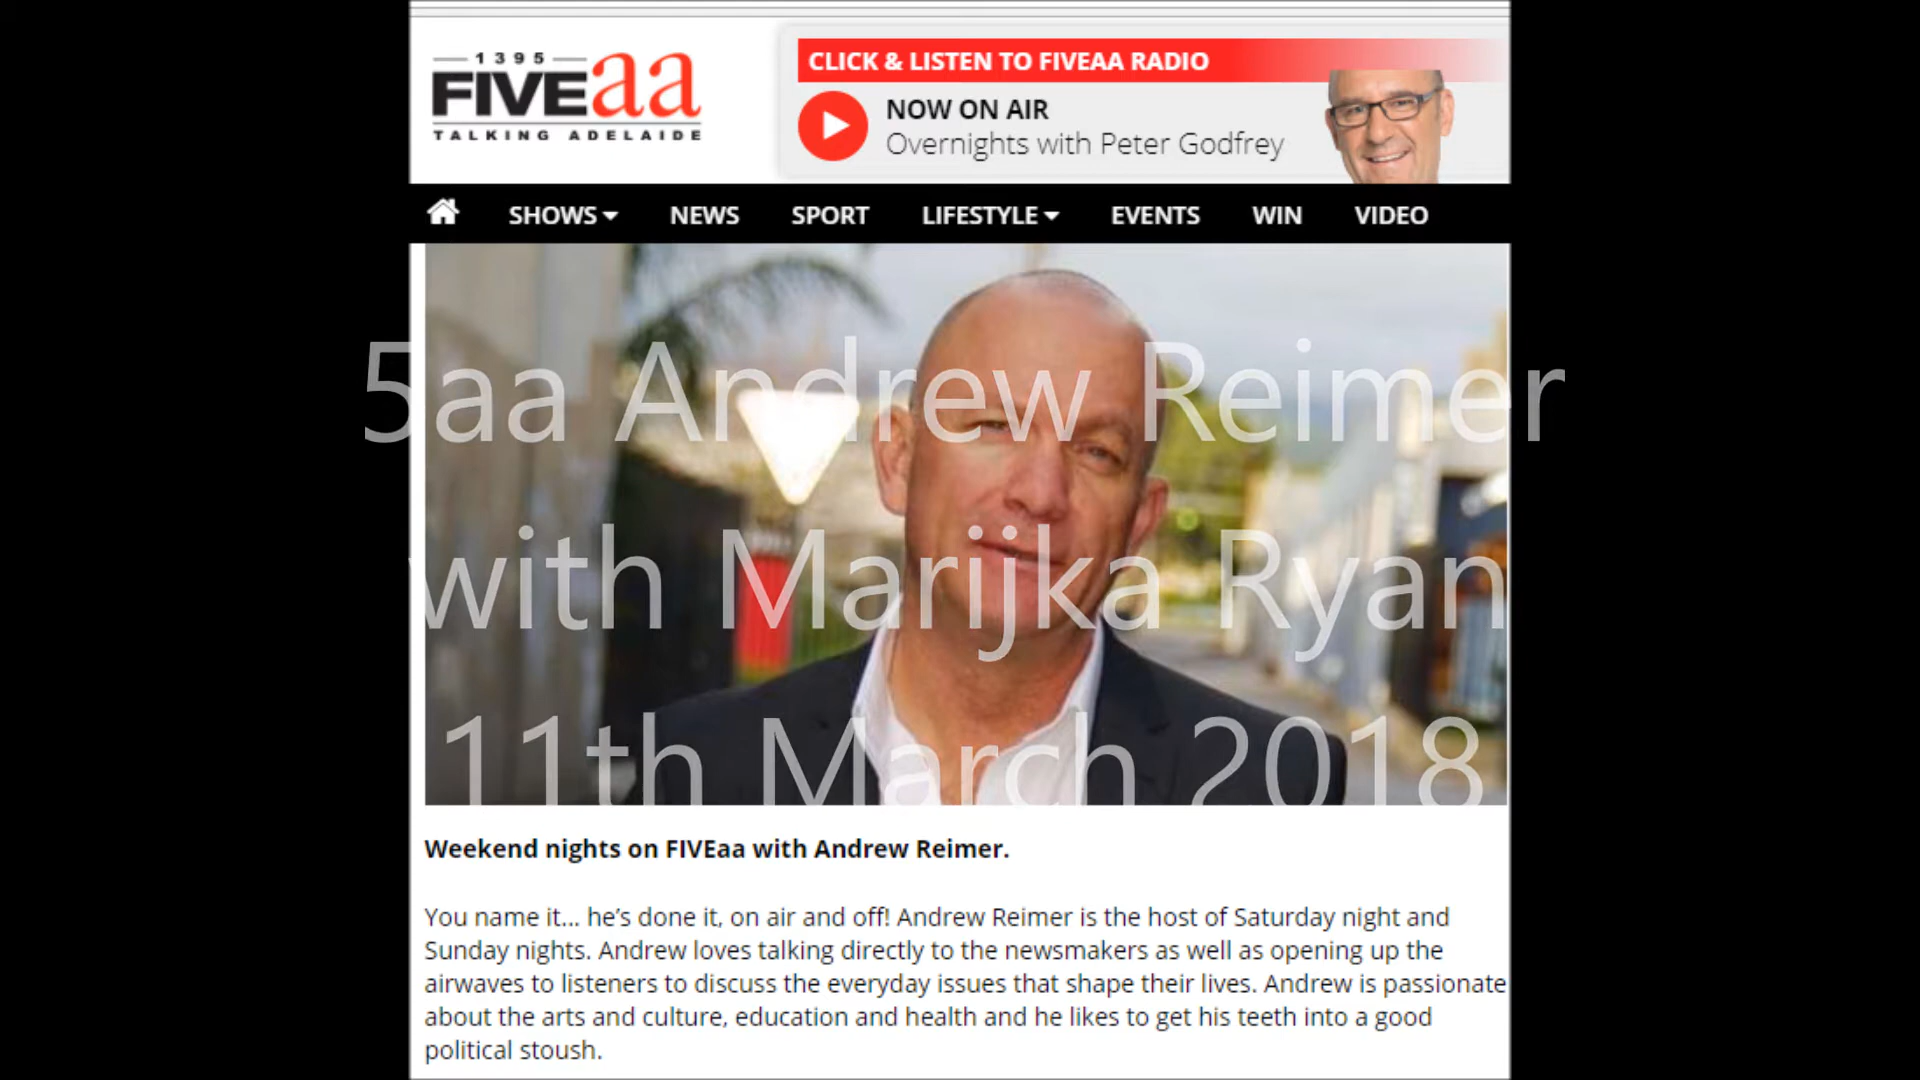 1395
FIVEaa
TALKING ADELAIDE
CLICK & LISTEN TO FIVEAA RADIO
NOW ON AIR
Overnights with Peter Godfrey
SHOWS NEWS SPORT LIFESTYLE EVENTS WIN VIDEO
5aa Andrew Reimer
with Marijka Ryan
11th March 2018
Weekend nights on FIVEaa with Andrew Reimer.
You name it... he's done it, on air and off! Andrew Reimer is the host of Saturday night and
Sunday nights. Andrew loves talking directly to the newsmakers as well as opening up the
airwaves to listeners to discuss the everyday issues that shape their lives. Andrew is passionate
about the arts and culture, education and health and he likes to get his teeth into a good
political stoush.